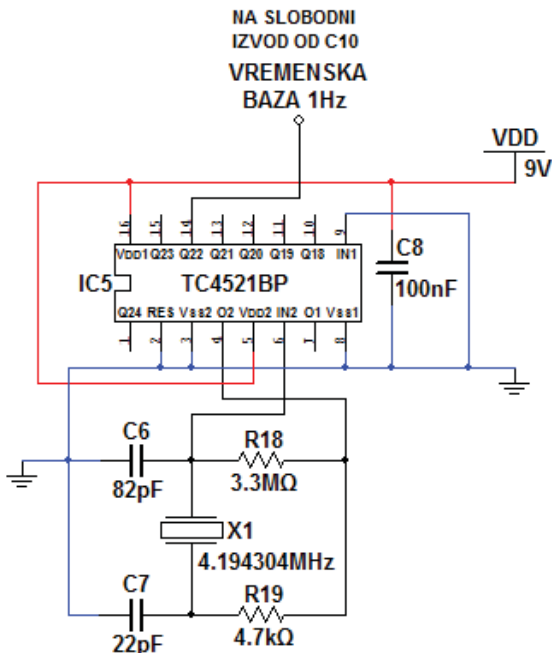 NA SLOBODNI
IZVOD OD C10
VREMENSKA
BAZA 1Hz
VDD
9V
16 15 14 13 12 11 10 9
VDD1 Q23 Q22 Q21 Q20 Q19 Q18 IN1
IC5
TC4521BP
C8
100nF
Q24 RES VSS2 O2 VDD2 IN2 O1 VSS1
1 2 3 4 5 6 7 8
C6
82pF
R18
3.3MΩ
X1
4.194304MHz
C7
22pF
R19
4.7kΩ